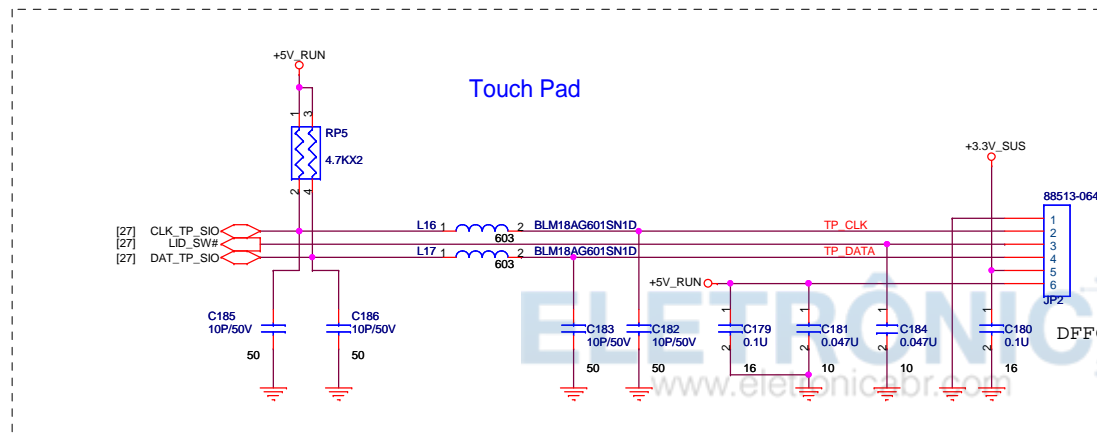 +5V_RUN
Touch Pad
1
3
RP5
4.7KX2
2
4
+3.3V_SUS
88513-064
[27] CLK_TP_SIO
[27] LID_SW#
[27] DAT_TP_SIO
L16 1 2 BLM18AG601SN1D
603
L17 1 2 BLM18AG601SN1D
603
TP_CLK
TP_DATA
1
2
3
4
5
6
JP2
+5V_RUN
C185
10P/50V
50
C186
10P/50V
50
C183
10P/50V
50
C182
10P/50V
50
1
C179
0.1U
2
16
1
C181
0.047U
2
10
1
C184
0.047U
2
10
1
C180
0.1U
2
16
ELETRÔNIC
www.eletronicabr.com